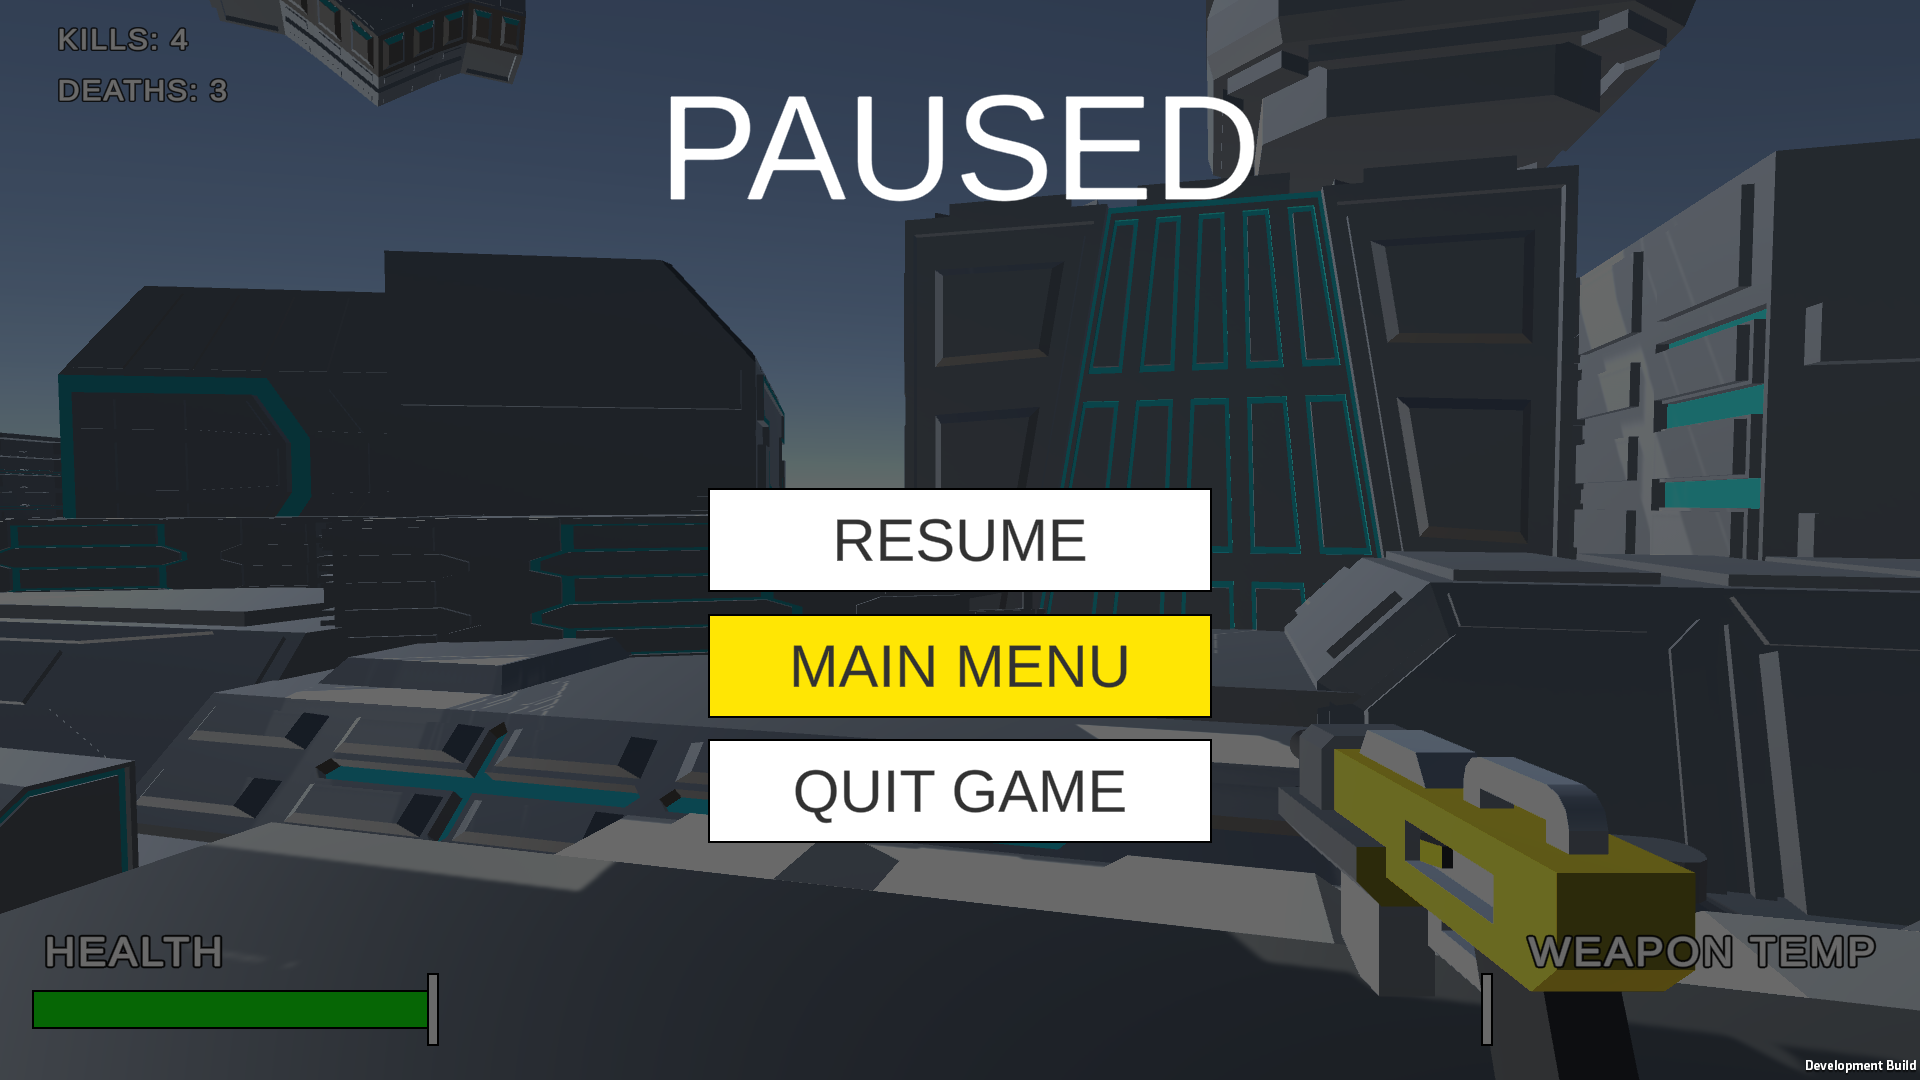 KILLS: 4
DEATHS: 3
PAUSED
RESUME
MAIN MENU
QUIT GAME
HEALTH
WEAPON TEMP
Development Build